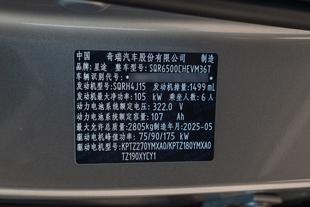 中国 奇瑞汽车股份有限公司 制造
品牌：星途 整车型号：SQR6500CHEVM36T
车辆识别代号：
发动机型号：SQRH4J15 发动机排量：1499ml
发动机最大净功率：105 kW 乘坐人数：6 人
动力电池系统额定电压：322.0 V
动力电池系统额定容量：107 Ah
最大允许总质量：2805kg 制造年月：2025-05
驱动电机峰值功率：75/90/175 kW
驱动电机型号：KPTZ270YMXA0/KPTZ180YMXA0
TZ190XYCY1